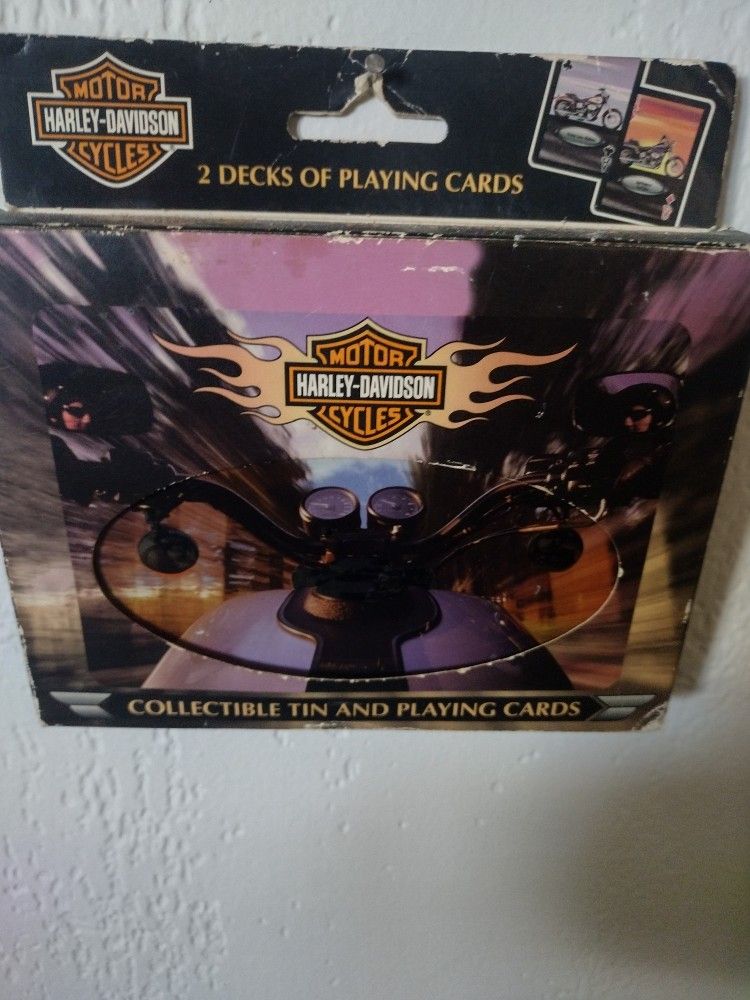 MOTOR
HARLEY-DAVIDSON
CYCLES
2 DECKS OF PLAYING CARDS
MOTOR
HARLEY-DAVIDSON
CYCLES
COLLECTIBLE TIN AND PLAYING CARDS